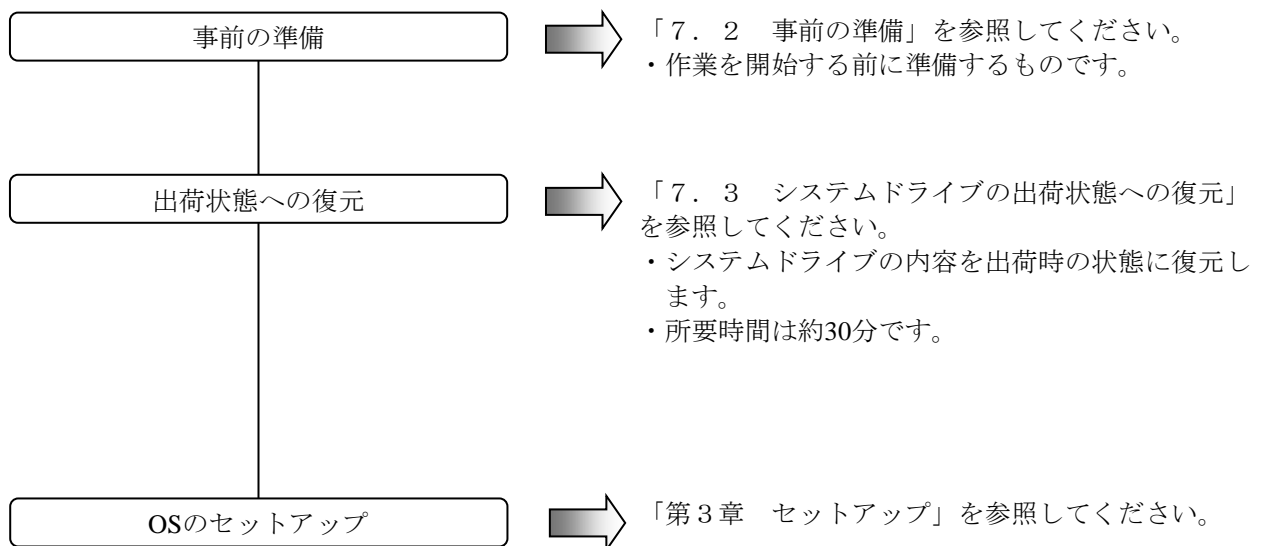 事前の準備
「７．２　事前の準備」を参照してください。
・作業を開始する前に準備するものです。
出荷状態への復元
「７．３　システムドライブの出荷状態への復元」
を参照してください。
・システムドライブの内容を出荷時の状態に復元し
ます。
・所要時間は約30分です。
OSのセットアップ
「第３章　セットアップ」を参照してください。